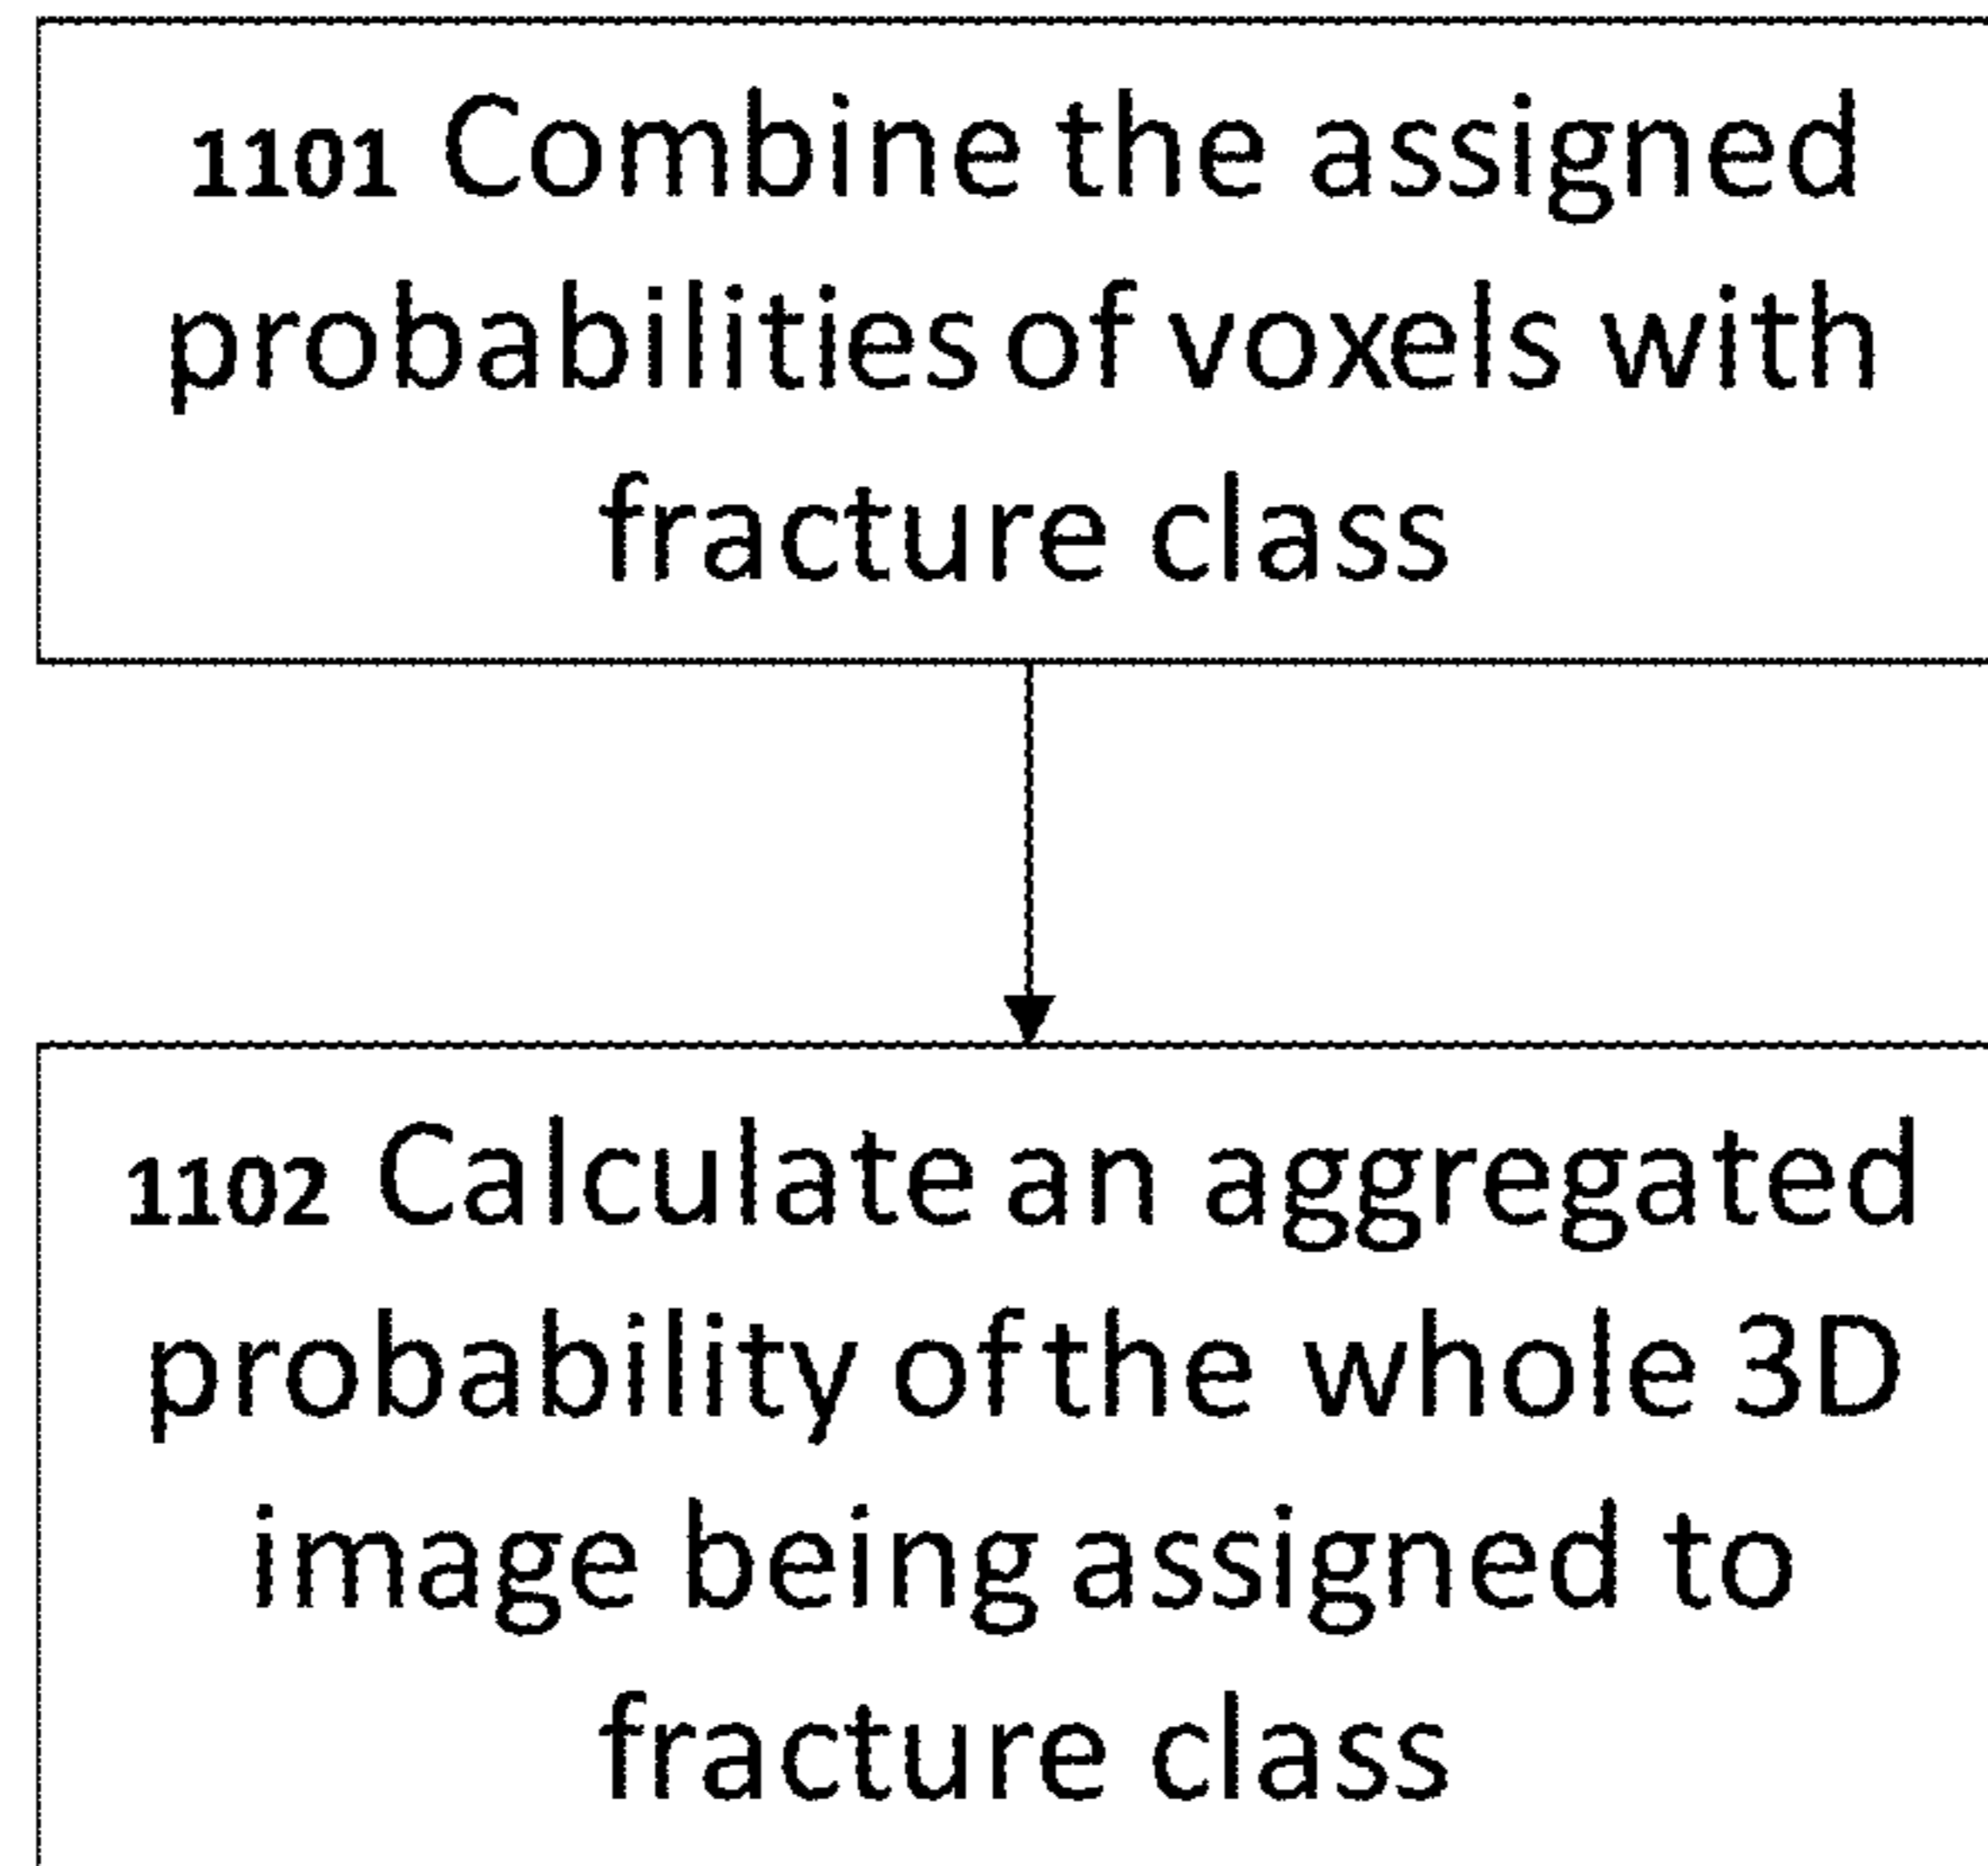 1101 Combine the assigned
probabilities of voxels with
fracture class
1102 Calculate an aggregated
probability of the whole 3D
image being assigned to
fracture class